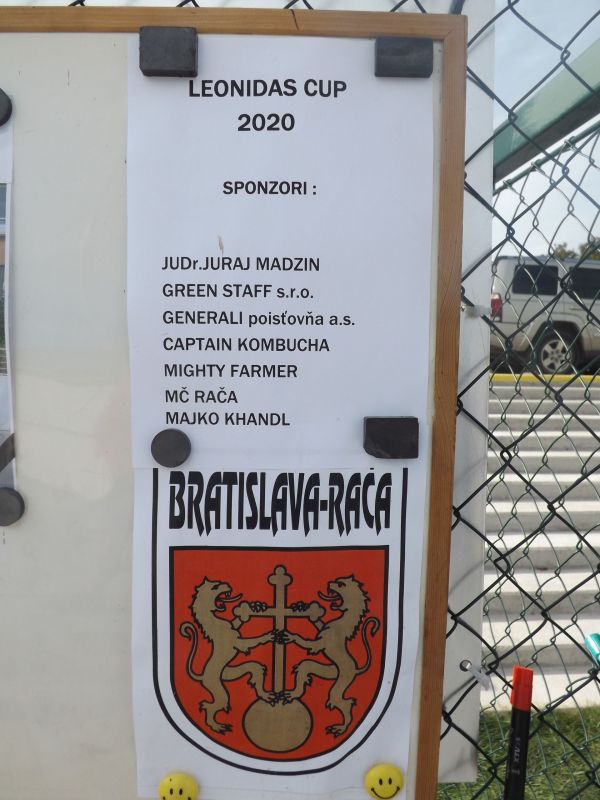 LEONIDAS CUP
2020
SPONZORI :
JUDr.JURAJ MADZIN
GREEN STAFF s.r.o.
GENERALI poisťovňa a.s.
CAPTAIN KOMBUCHA
MIGHTY FARMER
MČ RAČA
MAJKO KHANDL
BRATISLAVA-RAČA